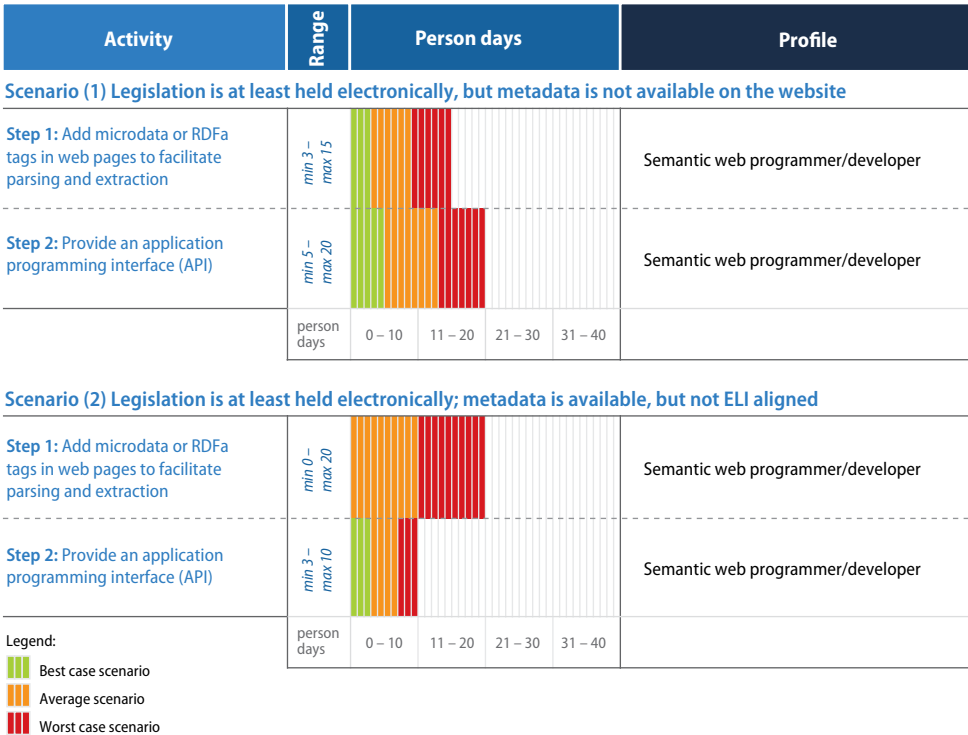 Activity
Range
Person days
Profile
Scenario (1) Legislation is at least held electronically, but metadata is not available on the website
Step 1: Add microdata or RDFa
tags in web pages to facilitate
parsing and extraction
min 3 –
max 15
Semantic web programmer/developer
Step 2: Provide an application
programming interface (API)
min 5 –
max 20
Semantic web programmer/developer
person
days
0 – 10
11 – 20
21 – 30
31 – 40
Scenario (2) Legislation is at least held electronically; metadata is available, but not ELI aligned
Step 1: Add microdata or RDFa
tags in web pages to facilitate
parsing and extraction
min 0 –
max 20
Semantic web programmer/developer
Step 2: Provide an application
programming interface (API)
min 3 –
max 10
Semantic web programmer/developer
person
days
0 – 10
11 – 20
21 – 30
31 – 40
Legend:
Best case scenario
Average scenario
Worst case scenario